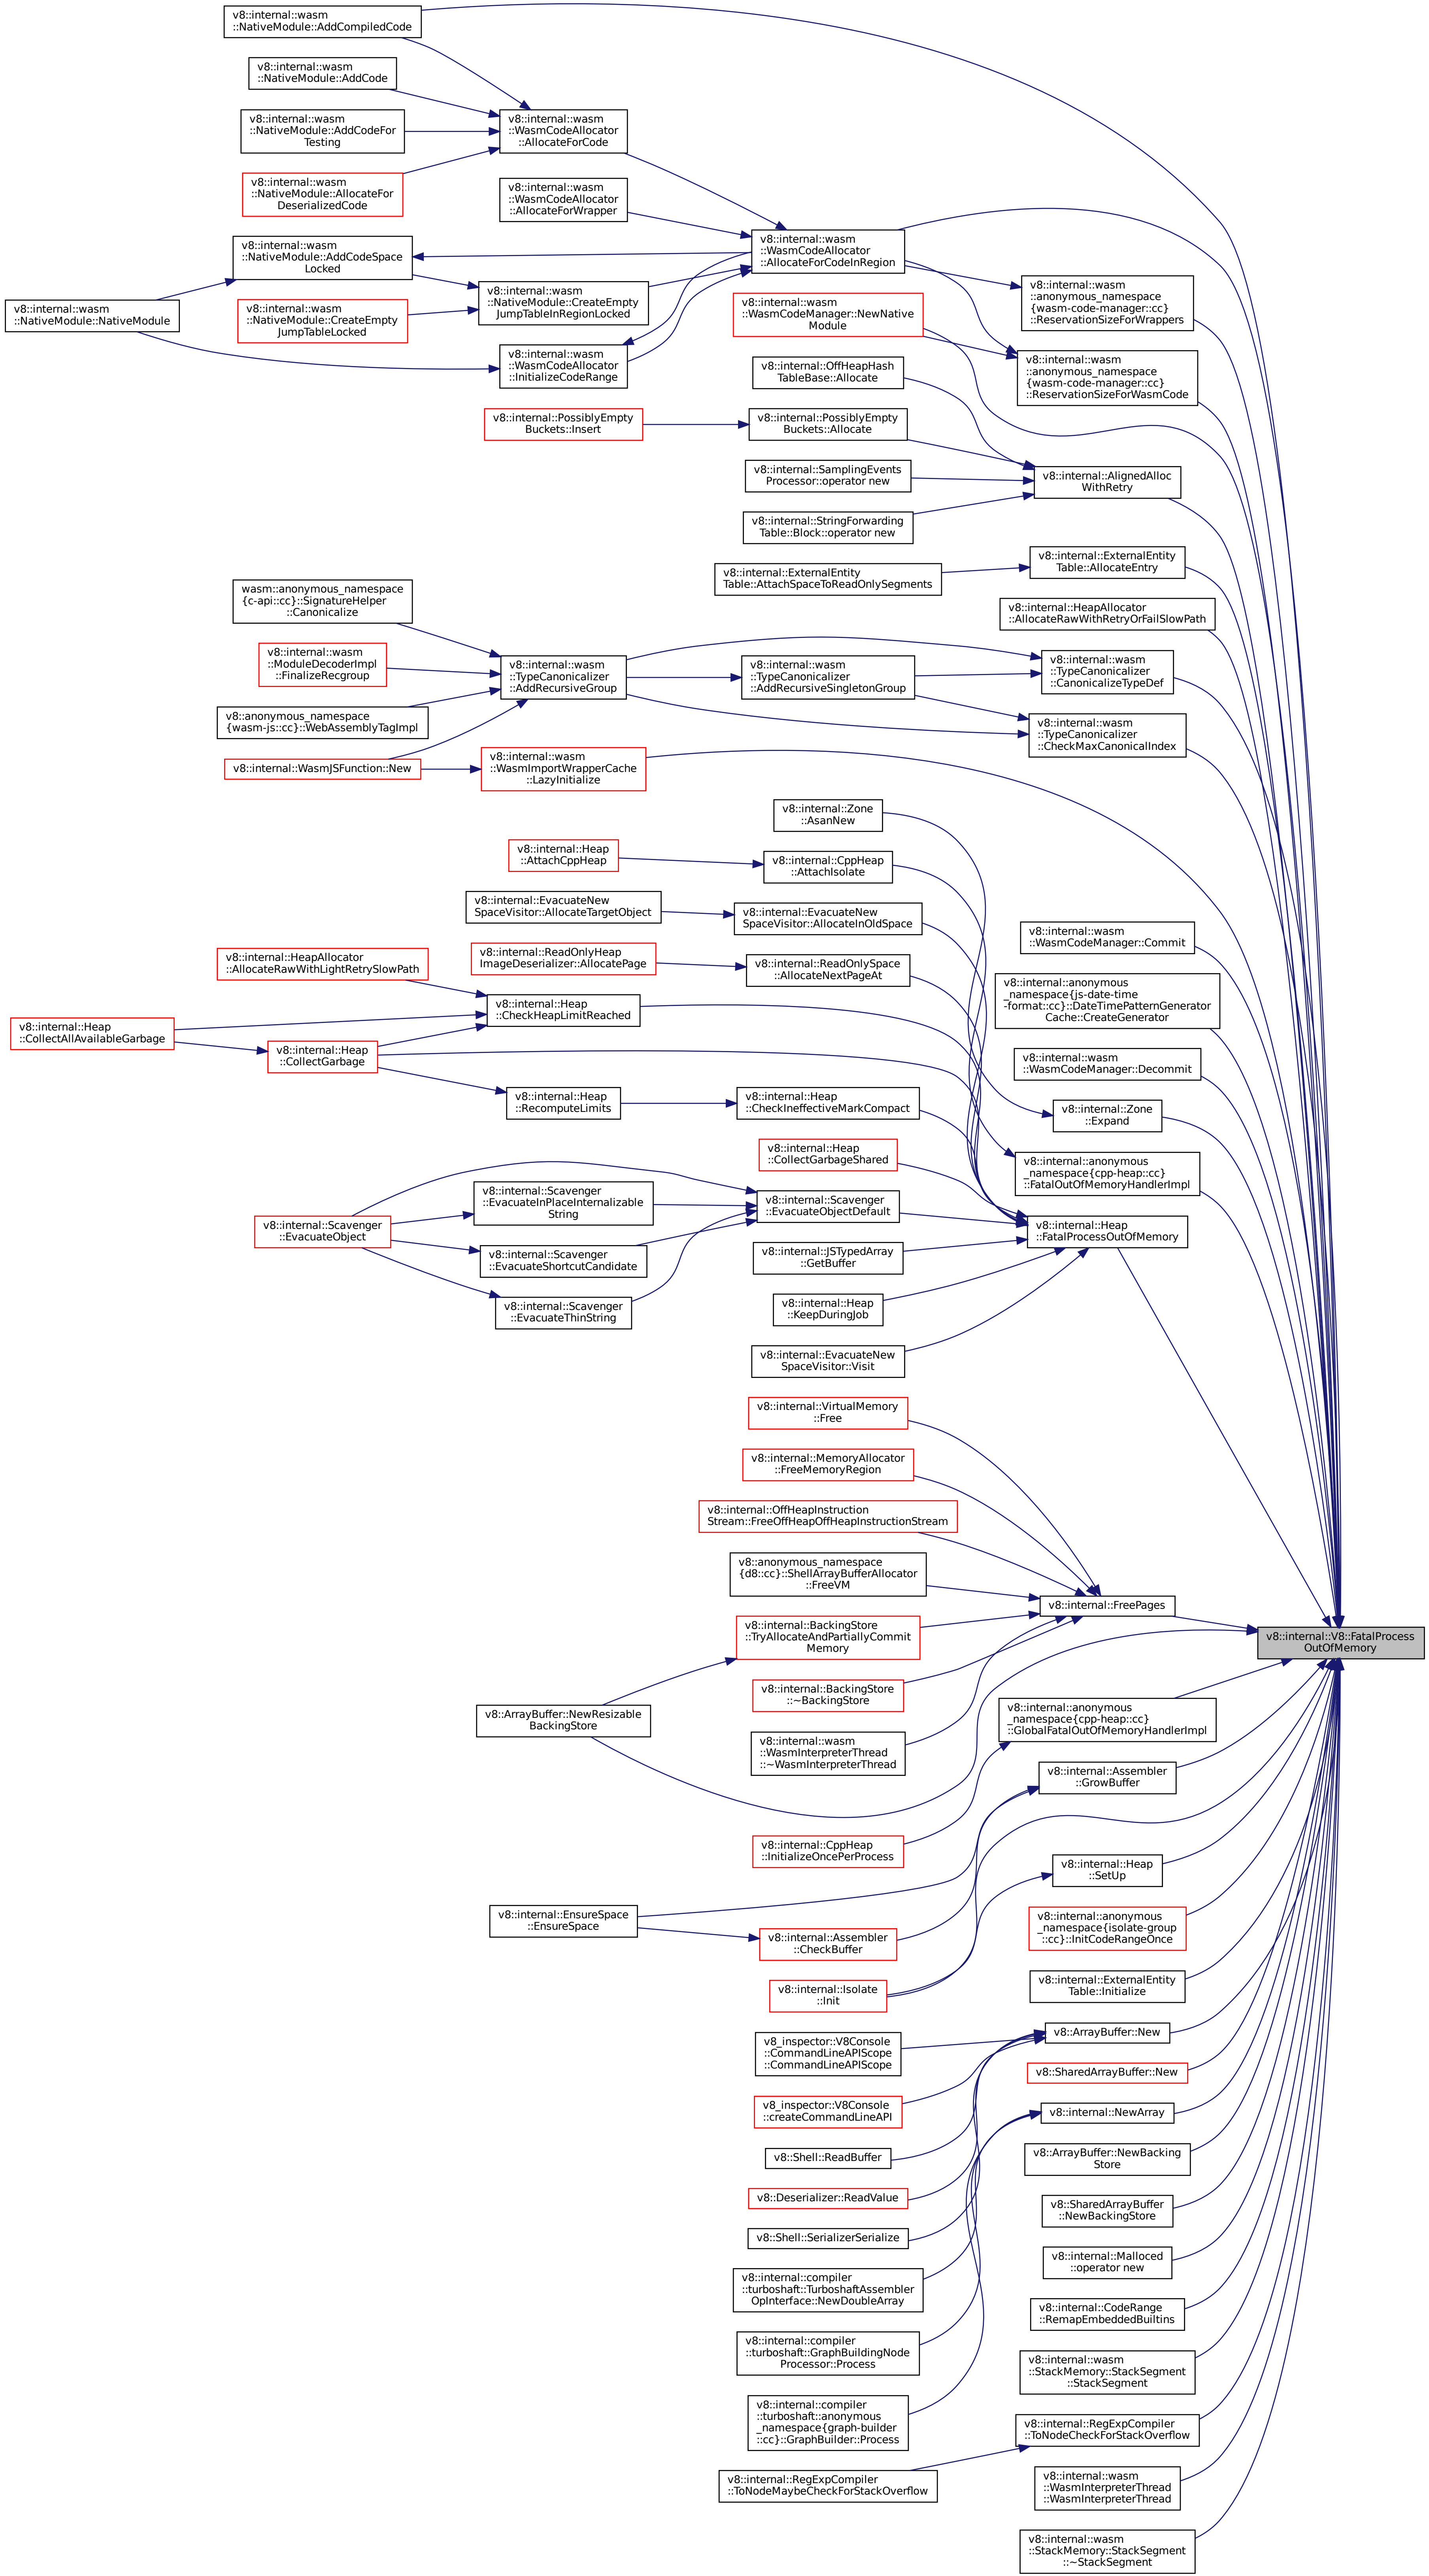 v8::internal::wasm
::NativeModule::AddCompiledCode
v8::internal::wasm
::NativeModule::AddCode
v8::internal::wasm
::NativeModule::AddCodeFor
Testing
v8::internal::wasm
::WasmCodeAllocator
::AllocateForCode
v8::internal::wasm
::NativeModule::AllocateFor
DeserializedCode
v8::internal::wasm
::WasmCodeAllocator
::AllocateForWrapper
v8::internal::wasm
::NativeModule::AddCodeSpace
Locked
v8::internal::wasm
::WasmCodeAllocator
::AllocateForCodeInRegion
v8::internal::wasm
::NativeModule::NativeModule
v8::internal::wasm
::NativeModule::CreateEmpty
JumpTableLocked
v8::internal::wasm
::NativeModule::CreateEmpty
JumpTableInRegionLocked
v8::internal::wasm
::WasmCodeManager::NewNative
Module
v8::internal::wasm
::anonymous_namespace
{wasm-code-manager::cc}
::ReservationSizeForWrappers
v8::internal::wasm
::WasmCodeAllocator
::InitializeCodeRange
v8::internal::OffHeapHash
TableBase::Allocate
v8::internal::wasm
::anonymous_namespace
{wasm-code-manager::cc}
::ReservationSizeForWasmCode
v8::internal::PossiblyEmpty
Buckets::Insert
v8::internal::PossiblyEmpty
Buckets::Allocate
v8::internal::SamplingEvents
Processor::operator new
v8::internal::AlignedAlloc
WithRetry
v8::internal::StringForwarding
Table::Block::operator new
v8::internal::ExternalEntity
Table::AttachSpaceToReadOnlySegments
v8::internal::ExternalEntity
Table::AllocateEntry
wasm::anonymous_namespace
{c-api::cc}::SignatureHelper
::Canonicalize
v8::internal::HeapAllocator
::AllocateRawWithRetryOrFailSlowPath
v8::internal::wasm
::ModuleDecoderImpl
::FinalizeRecgroup
v8::internal::wasm
::TypeCanonicalizer
::AddRecursiveGroup
v8::internal::wasm
::TypeCanonicalizer
::AddRecursiveSingletonGroup
v8::internal::wasm
::TypeCanonicalizer
::CanonicalizeTypeDef
v8::anonymous_namespace
{wasm-js::cc}::WebAssemblyTagImpl
v8::internal::wasm
::TypeCanonicalizer
::CheckMaxCanonicalIndex
v8::internal::WasmJSFunction::New
v8::internal::wasm
::WasmImportWrapperCache
::LazyInitialize
v8::internal::Zone
::AsanNew
v8::internal::Heap
::AttachCppHeap
v8::internal::CppHeap
::AttachIsolate
v8::internal::EvacuateNew
SpaceVisitor::AllocateTargetObject
v8::internal::EvacuateNew
SpaceVisitor::AllocateInOldSpace
v8::internal::wasm
::WasmCodeManager::Commit
v8::internal::HeapAllocator
::AllocateRawWithLightRetrySlowPath
v8::internal::ReadOnlyHeap
ImageDeserializer::AllocatePage
v8::internal::ReadOnlySpace
::AllocateNextPageAt
v8::internal::anonymous
_namespace{js-date-time
-format::cc}::DateTimePatternGenerator
Cache::CreateGenerator
v8::internal::Heap
::CollectAllAvailableGarbage
v8::internal::Heap
::CheckHeapLimitReached
v8::internal::Heap
::CollectGarbage
v8::internal::wasm
::WasmCodeManager::Decommit
v8::internal::Heap
::RecomputeLimits
v8::internal::Heap
::CheckIneffectiveMarkCompact
v8::internal::Zone
::Expand
v8::internal::Heap
::CollectGarbageShared
v8::internal::anonymous
_namespace{cpp-heap::cc}
::FatalOutOfMemoryHandlerImpl
v8::internal::Scavenger
::EvacuateInPlaceInternalizable
String
v8::internal::Scavenger
::EvacuateObjectDefault
v8::internal::Scavenger
::EvacuateObject
v8::internal::Heap
::FatalProcessOutOfMemory
v8::internal::Scavenger
::EvacuateShortcutCandidate
v8::internal::JSTypedArray
::GetBuffer
v8::internal::Scavenger
::EvacuateThinString
v8::internal::Heap
::KeepDuringJob
v8::internal::EvacuateNew
SpaceVisitor::Visit
v8::internal::VirtualMemory
::Free
v8::internal::MemoryAllocator
::FreeMemoryRegion
v8::internal::OffHeapInstruction
Stream::FreeOffHeapOffHeapInstructionStream
v8::anonymous_namespace
{d8::cc}::ShellArrayBufferAllocator
::FreeVM
v8::internal::FreePages
v8::internal::BackingStore
::TryAllocateAndPartiallyCommit
Memory
v8::internal::V8::FatalProcess
OutOfMemory
v8::internal::BackingStore
::~BackingStore
v8::ArrayBuffer::NewResizable
BackingStore
v8::internal::anonymous
_namespace{cpp-heap::cc}
::GlobalFatalOutOfMemoryHandlerImpl
v8::internal::wasm
::WasmInterpreterThread
::~WasmInterpreterThread
v8::internal::Assembler
::GrowBuffer
v8::internal::CppHeap
::InitializeOncePerProcess
v8::internal::Heap
::SetUp
v8::internal::EnsureSpace
::EnsureSpace
v8::internal::Assembler
::CheckBuffer
v8::internal::anonymous
_namespace{isolate-group
::cc}::InitCodeRangeOnce
v8::internal::Isolate
::Init
v8::internal::ExternalEntity
Table::Initialize
v8_inspector::V8Console
::CommandLineAPIScope
::CommandLineAPIScope
v8::ArrayBuffer::New
v8::SharedArrayBuffer::New
v8_inspector::V8Console
::createCommandLineAPI
v8::internal::NewArray
v8::Shell::ReadBuffer
v8::ArrayBuffer::NewBacking
Store
v8::Deserializer::ReadValue
v8::SharedArrayBuffer
::NewBackingStore
v8::Shell::SerializerSerialize
v8::internal::Malloced
::operator new
v8::internal::compiler
::turboshaft::TurboshaftAssembler
OpInterface::NewDoubleArray
v8::internal::CodeRange
::RemapEmbeddedBuiltins
v8::internal::compiler
::turboshaft::GraphBuildingNode
Processor::Process
v8::internal::wasm
::StackMemory::StackSegment
::StackSegment
v8::internal::compiler
::turboshaft::anonymous
_namespace{graph-builder
::cc}::GraphBuilder::Process
v8::internal::RegExpCompiler
::ToNodeCheckForStackOverflow
v8::internal::RegExpCompiler
::ToNodeMaybeCheckForStackOverflow
v8::internal::wasm
::WasmInterpreterThread
::WasmInterpreterThread
v8::internal::wasm
::StackMemory::StackSegment
::~StackSegment